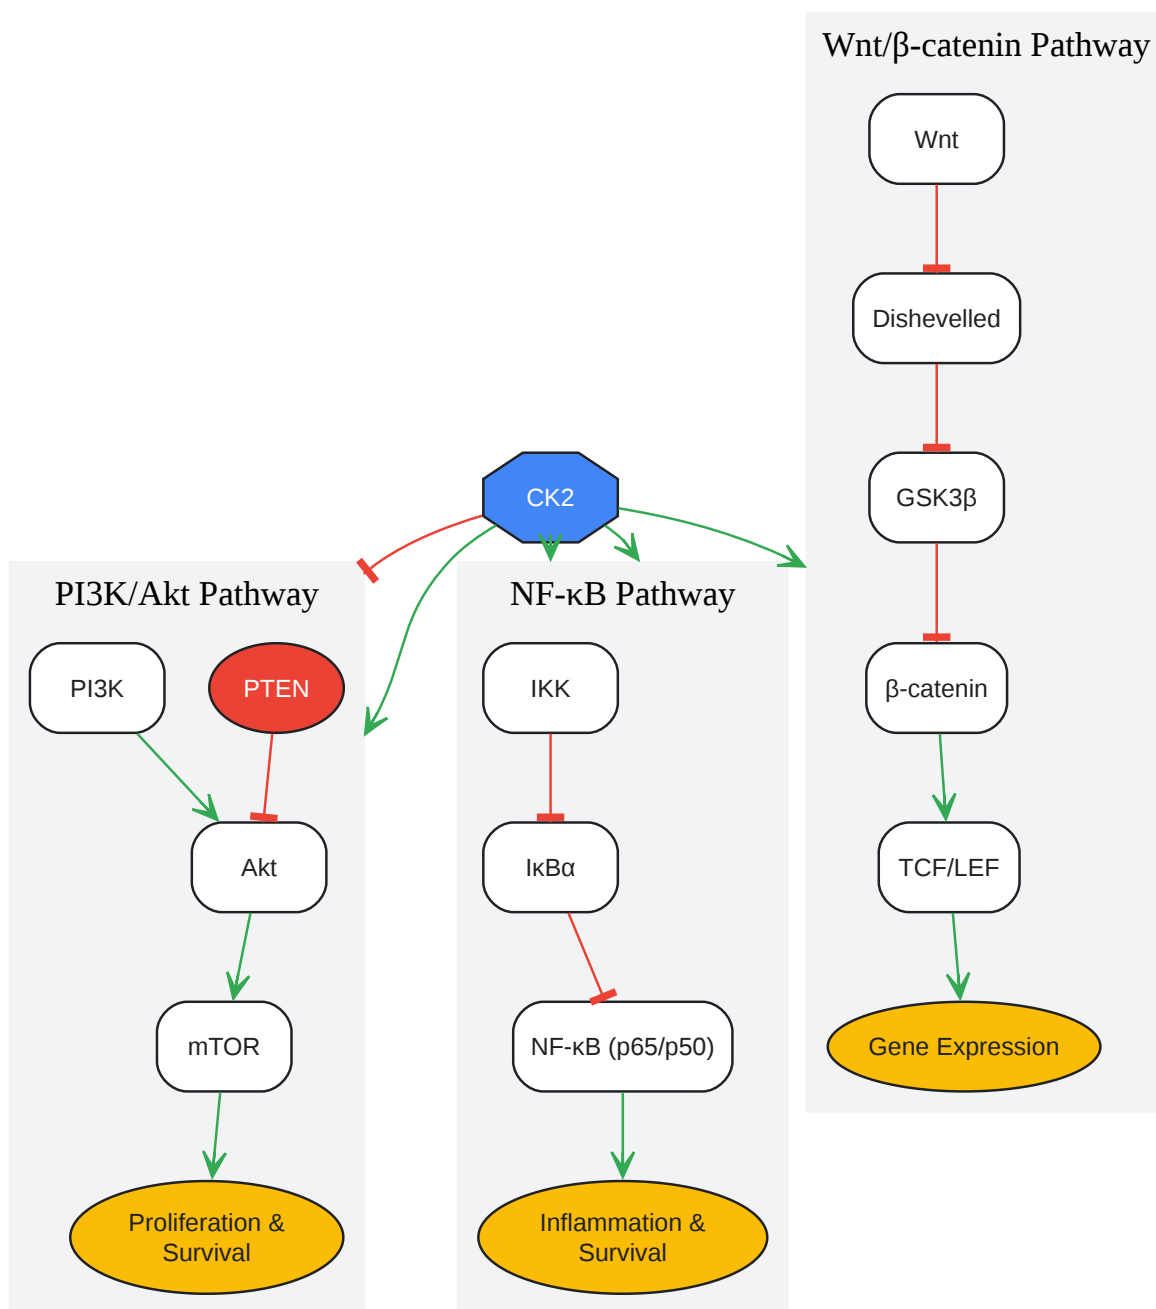 Wnt/β-catenin Pathway
Wnt
Dishevelled
GSK3β
β-catenin
TCF/LEF
Gene Expression
CK2
PI3K/Akt Pathway
PI3K
PTEN
Akt
mTOR
Proliferation &
Survival
NF-κB Pathway
IKK
IκBα
NF-κB (p65/p50)
Inflammation &
Survival